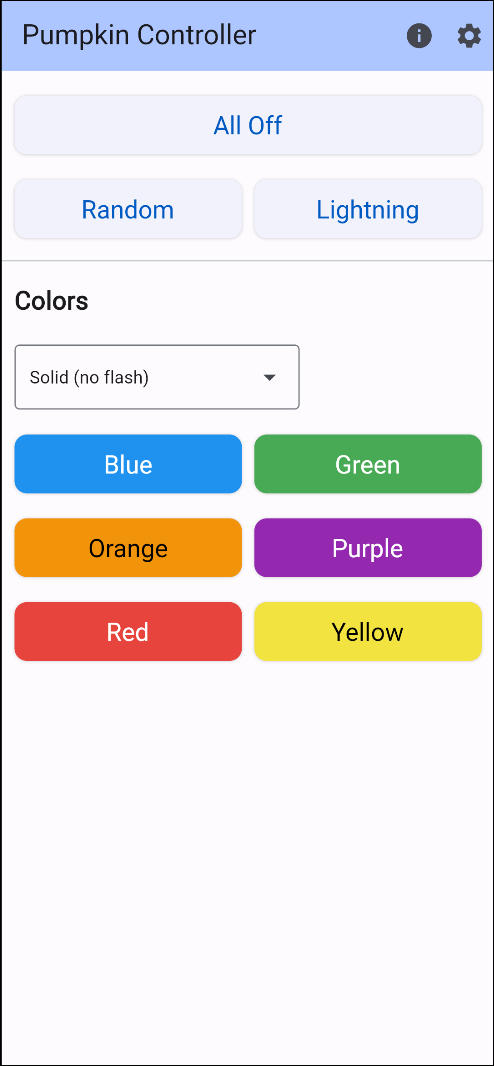 Pumpkin Controller
All Off
Random Lightning
Colors
Solid (no flash)
Blue Green
Orange Purple
Red Yellow